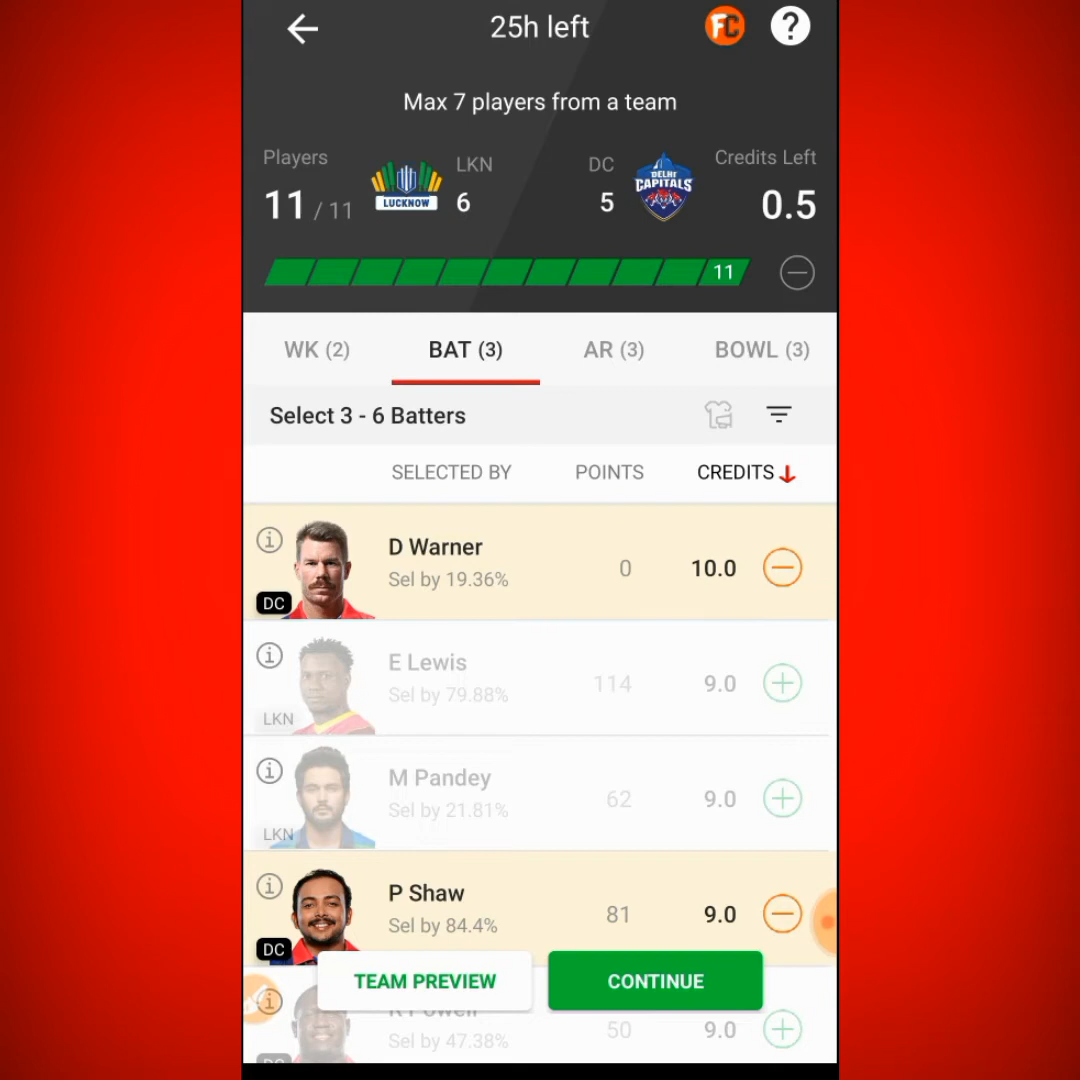 25h left
FC
?
Max 7 players from a team
Players
11 / 11
LUCKNOW
LKN
6
DC
5
DELHI
CAPITALS
Credits Left
0.5
11
WK (2)
BAT (3)
AR (3)
BOWL (3)
Select 3 - 6 Batters
SELECTED BY
POINTS
CREDITS
D Warner
Sel by 19.36%
0
10.0
DC
E Lewis
Sel by 79.88%
114
9.0
LKN
M Pandey
Sel by 21.81%
62
9.0
LKN
P Shaw
Sel by 84.4%
81
9.0
DC
TEAM PREVIEW
CONTINUE
Sel by 47.38%
50
9.0